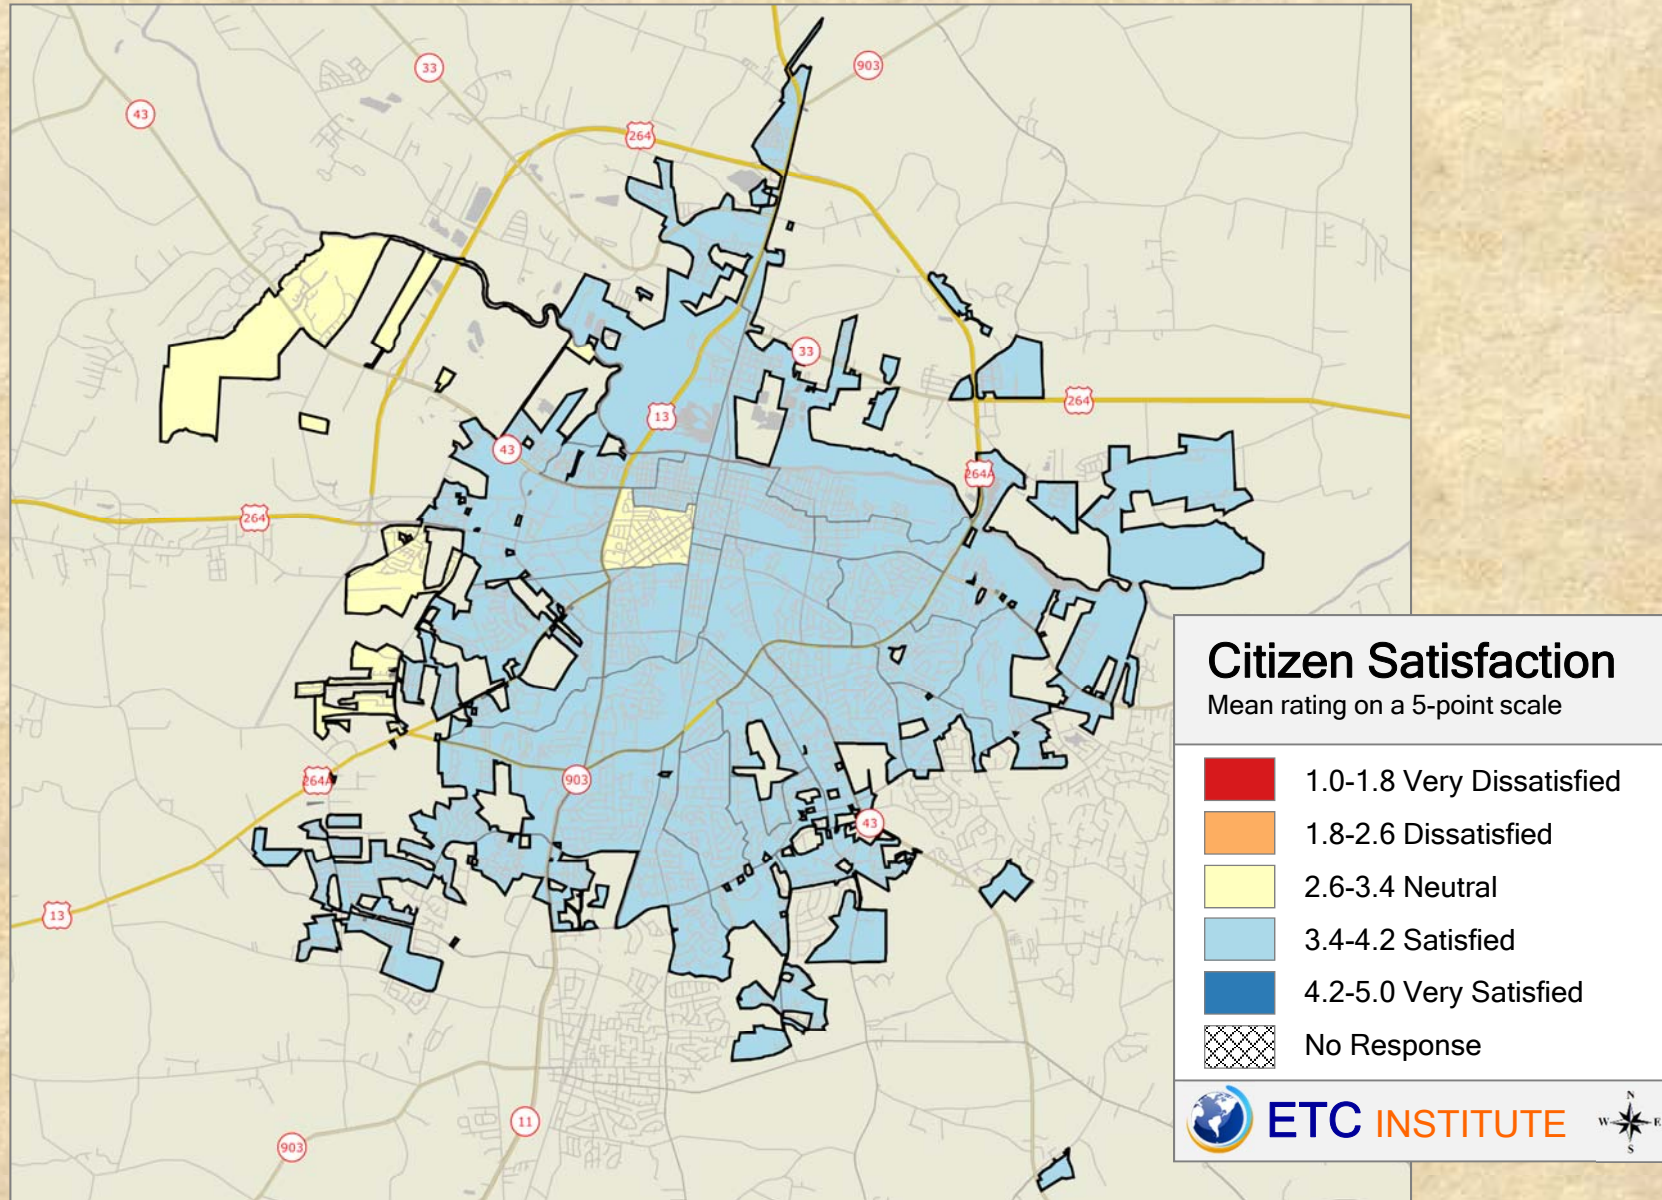 33
903
43
264
33
13
264
43
264A
264
903
264A
43
13
11
903
Citizen Satisfaction
Mean rating on a 5-point scale
1.0-1.8 Very Dissatisfied
1.8-2.6 Dissatisfied
2.6-3.4 Neutral
3.4-4.2 Satisfied
4.2-5.0 Very Satisfied
No Response
ETC INSTITUTE
N
W E
S